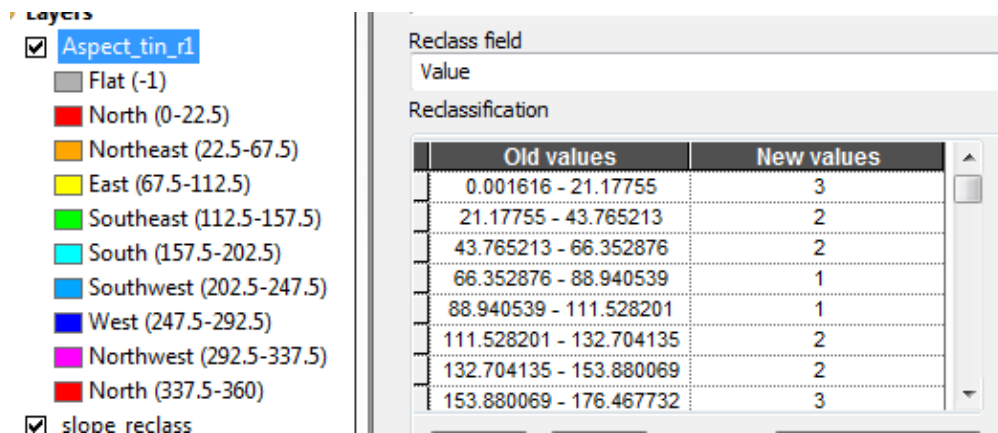 Layers
Aspect_tin_r1
Flat (-1)
North (0-22.5)
Northeast (22.5-67.5)
East (67.5-112.5)
Southeast (112.5-157.5)
South (157.5-202.5)
Southwest (202.5-247.5)
West (247.5-292.5)
Northwest (292.5-337.5)
North (337.5-360)
slope_reclass
Reclass field
Value
Reclassification
Old values New values
0.001616 - 21.17755 3
21.17755 - 43.765213 2
43.765213 - 66.352876 2
66.352876 - 88.940539 1
88.940539 - 111.528201 1
111.528201 - 132.704135 2
132.704135 - 153.880069 2
153.880069 - 176.467732 3